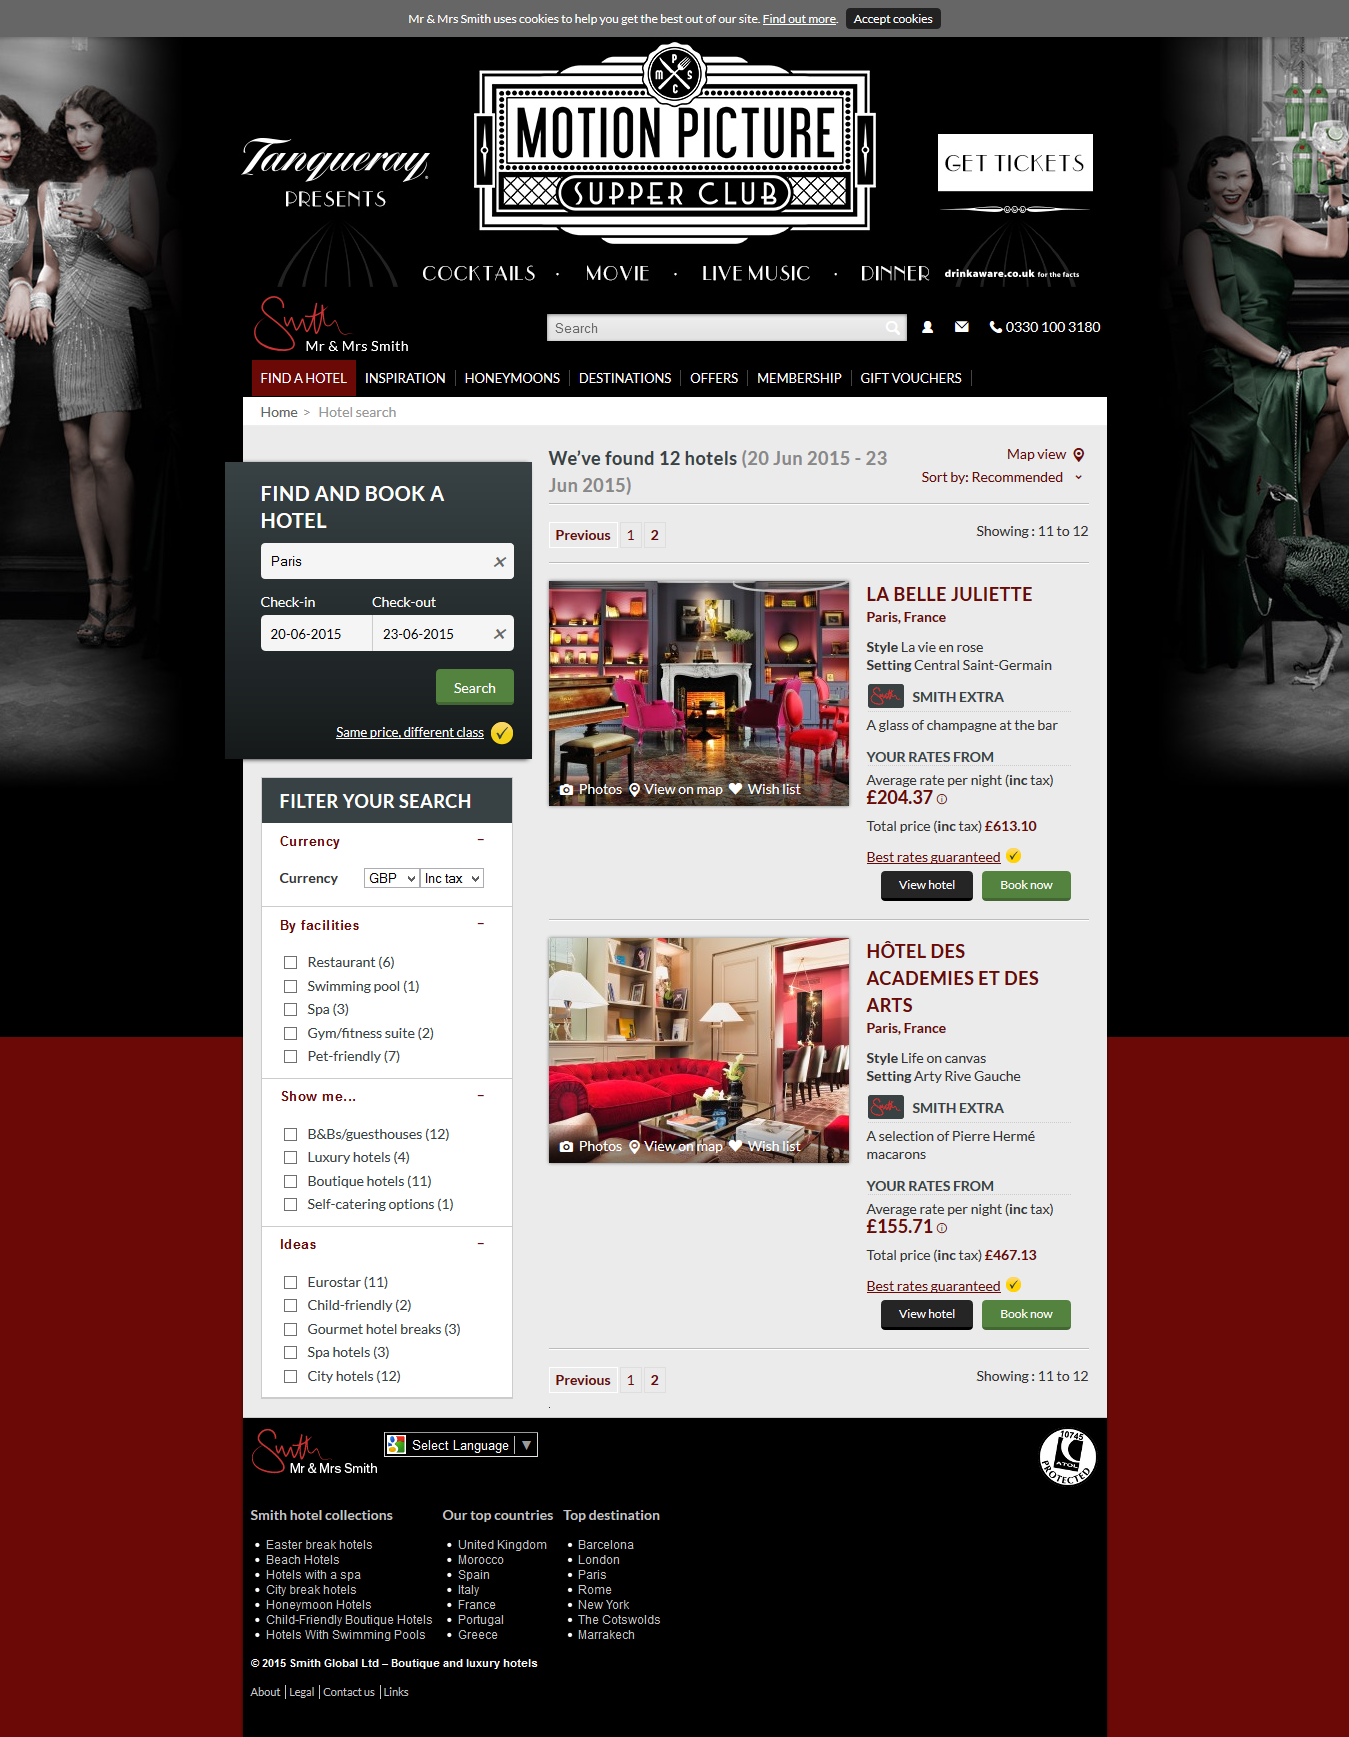 Mr & Mrs Smith uses cookies to help you get the best out of our site. Find out more. Accept cookies
MPSC
Tanqueray
PRESENTS
MOTION PICTURE
SUPPER CLUB
GET TICKETS
COCKTAILS · MOVIE · LIVE MUSIC · DINNER
drinkaware.co.uk for the facts
Smith
Mr & Mrs Smith
Search
0330 100 3180
FIND A HOTEL
INSPIRATION
HONEYMOONS
DESTINATIONS
OFFERS
MEMBERSHIP
GIFT VOUCHERS
Home > Hotel search
FIND AND BOOK A
HOTEL
Paris
Check-in
Check-out
20-06-2015
23-06-2015
Search
Same price, different class
FILTER YOUR SEARCH
Currency –
Currency GBP Inc tax
By facilities –
Restaurant (6)
Swimming pool (1)
Spa (3)
Gym/fitness suite (2)
Pet-friendly (7)
Show me... –
B&Bs/guesthouses (12)
Luxury hotels (4)
Boutique hotels (11)
Self-catering options (1)
Ideas –
Eurostar (11)
Child-friendly (2)
Gourmet hotel breaks (3)
Spa hotels (3)
City hotels (12)
We've found 12 hotels (20 Jun 2015 - 23
Jun 2015)
Map view
Sort by: Recommended
Previous 1 2
Showing : 11 to 12
Photos View on map Wish list
LA BELLE JULIETTE
Paris, France
Style La vie en rose
Setting Central Saint-Germain
Smith SMITH EXTRA
A glass of champagne at the bar
YOUR RATES FROM
Average rate per night (inc tax)
£204.37
Total price (inc tax) £613.10
Best rates guaranteed
View hotel
Book now
Photos View on map Wish list
HÔTEL DES
ACADEMIES ET DES
ARTS
Paris, France
Style Life on canvas
Setting Arty Rive Gauche
Smith SMITH EXTRA
A selection of Pierre Hermé
macarons
YOUR RATES FROM
Average rate per night (inc tax)
£155.71
Total price (inc tax) £467.13
Best rates guaranteed
View hotel
Book now
Previous 1 2
Showing : 11 to 12
.
Smith
Mr & Mrs Smith
Select Language ▼
10745
ATOL
PROTECTED
Smith hotel collections
Easter break hotels
Beach Hotels
Hotels with a spa
City break hotels
Honeymoon Hotels
Child-Friendly Boutique Hotels
Hotels With Swimming Pools
Our top countries
United Kingdom
Morocco
Spain
Italy
France
Portugal
Greece
Top destination
Barcelona
London
Paris
Rome
New York
The Cotswolds
Marrakech
© 2015 Smith Global Ltd – Boutique and luxury hotels
About | Legal | Contact us | Links